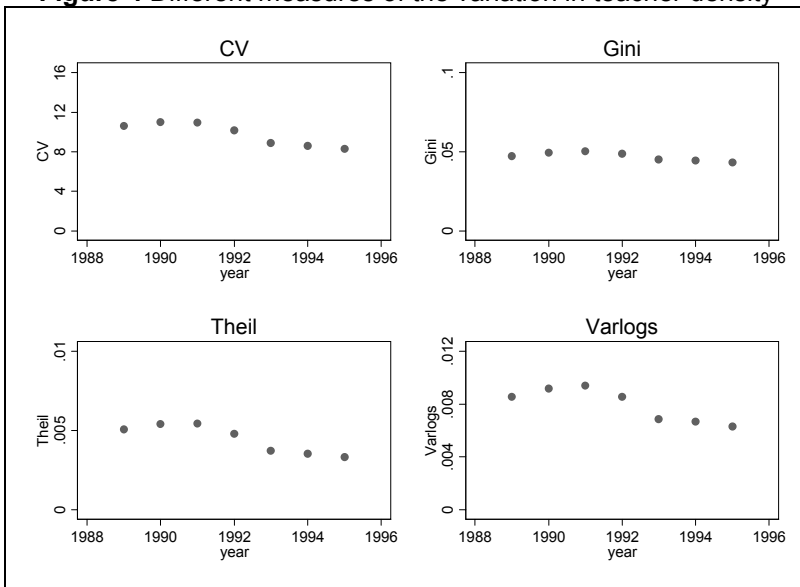 Figure Different measures of the variation in teacher density
CV
16
12
8
4
0
CV
1988 1990 1992 1994 1996
year
Gini
.1
.05
0
Gini
1988 1990 1992 1994 1996
year
Theil
.01
.005
0
Theil
1988 1990 1992 1994 1996
year
Varlogs
.012
.008
.004
0
Varlogs
1988 1990 1992 1994 1996
year